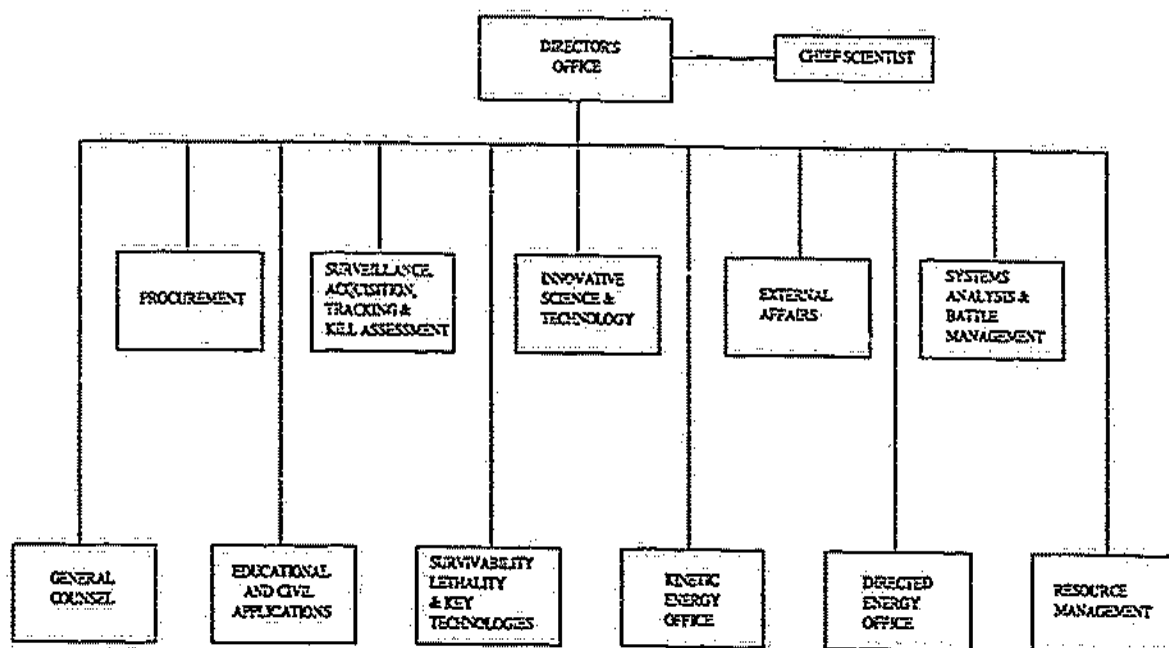 DIRECTOR'S
OFFICE
CHIEF SCIENTIST
PROCUREMENT
SURVEILLANCE,
ACQUISITION,
TRACKING &
KILL ASSESSMENT
INNOVATIVE
SCIENCE &
TECHNOLOGY
EXTERNAL
AFFAIRS
SYSTEMS
ANALYSIS &
BATTLE
MANAGEMENT
GENERAL
COUNSEL
EDUCATIONAL
AND CIVIL
APPLICATIONS
SURVIVABILITY
LETHALITY
& KEY
TECHNOLOGIES
KINETIC
ENERGY
OFFICE
DIRECTED
ENERGY
OFFICE
RESOURCE
MANAGEMENT